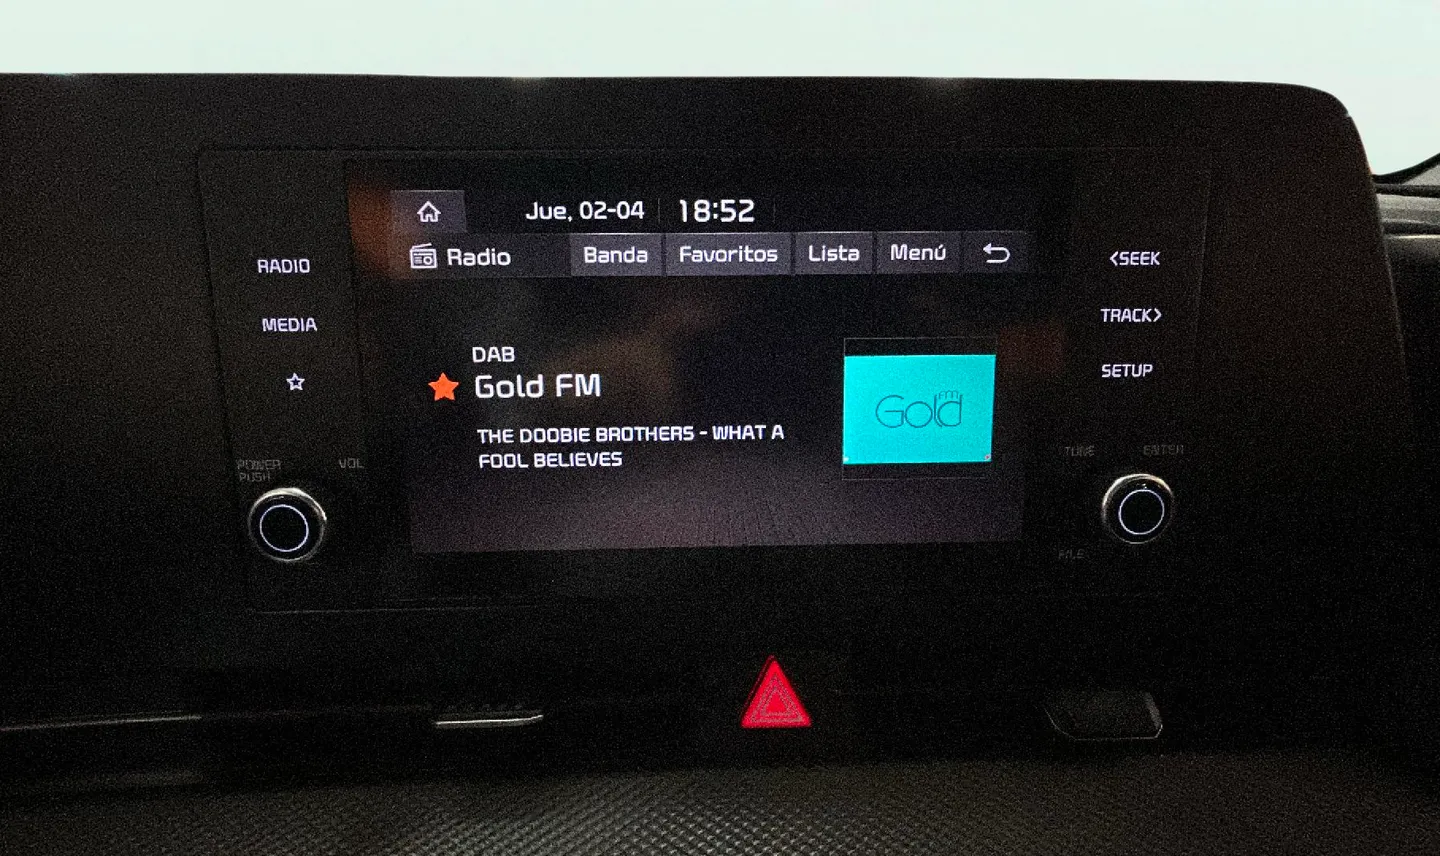 Jue, 02-04 18:52
Radio Banda Favoritos Lista Menú
RADIO
MEDIA
<SEEK
TRACK>
SETUP
DAB
Gold FM
THE DOOBIE BROTHERS - WHAT A
FOOL BELIEVES
Gold FM
POWER
PUSH
VOL
TUNE
ENTER
FILE